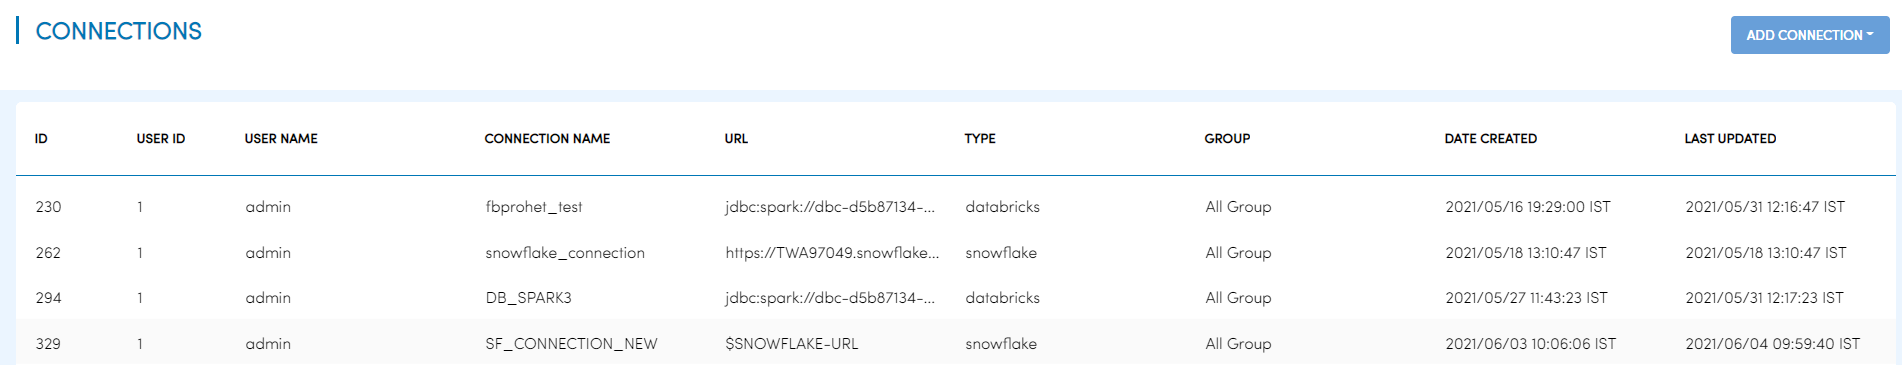 CONNECTIONS
ADD CONNECTION
ID USER ID USER NAME CONNECTION NAME URL TYPE GROUP DATE CREATED LAST UPDATED
230 1 admin fbprohet_test jdbc:spark://dbc-d5b87134-... databricks All Group 2021/05/16 19:29:00 IST 2021/05/31 12:16:47 IST
262 1 admin snowflake_connection https://TWA97049.snowflake... snowflake All Group 2021/05/18 13:10:47 IST 2021/05/18 13:10:47 IST
294 1 admin DB_SPARK3 jdbc:spark://dbc-d5b87134-... databricks All Group 2021/05/27 11:43:23 IST 2021/05/31 12:17:23 IST
329 1 admin SF_CONNECTION_NEW $SNOWFLAKE-URL snowflake All Group 2021/06/03 10:06:06 IST 2021/06/04 09:59:40 IST